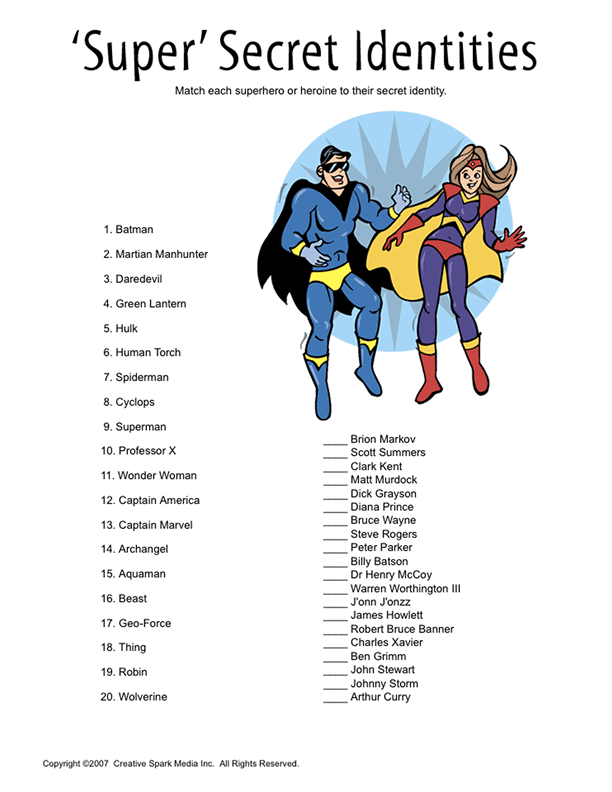 ‘Super’ Secret Identities
Match each superhero or heroine to their secret identity.
1. Batman
2. Martian Manhunter
3. Daredevil
4. Green Lantern
5. Hulk
6. Human Torch
7. Spiderman
8. Cyclops
9. Superman
10. Professor X
11. Wonder Woman
12. Captain America
13. Captain Marvel
14. Archangel
15. Aquaman
16. Beast
17. Geo-Force
18. Thing
19. Robin
20. Wolverine
____ Brion Markov
____ Scott Summers
____ Clark Kent
____ Matt Murdock
____ Dick Grayson
____ Diana Prince
____ Bruce Wayne
____ Steve Rogers
____ Peter Parker
____ Billy Batson
____ Dr Henry McCoy
____ Warren Worthington III
____ J'onn J'onzz
____ James Howlett
____ Robert Bruce Banner
____ Charles Xavier
____ Ben Grimm
____ John Stewart
____ Johnny Storm
____ Arthur Curry
Copyright ©2007 Creative Spark Media Inc. All Rights Reserved.